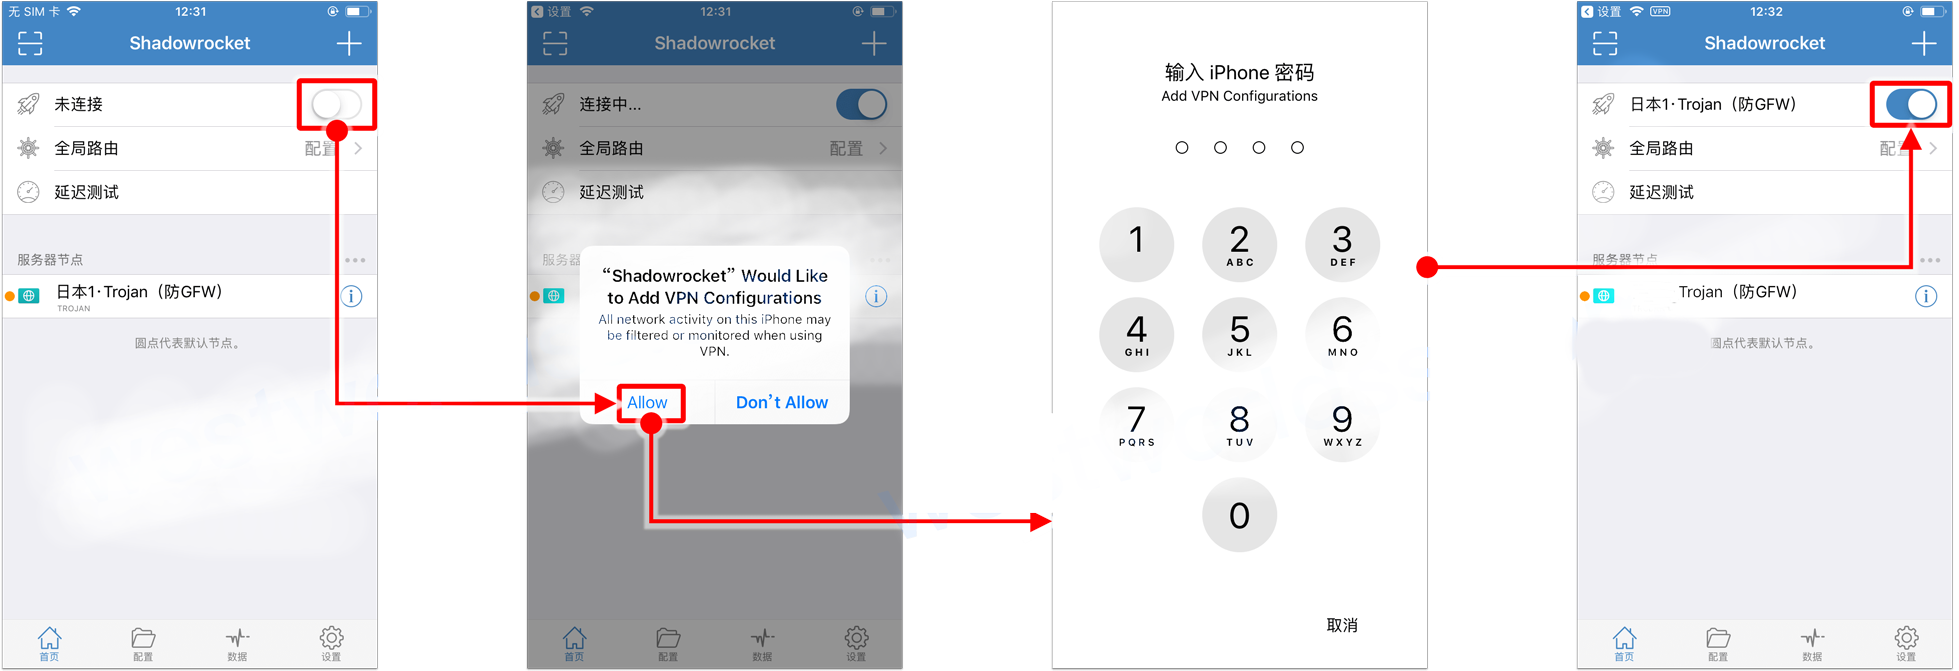 无 SIM 卡
12:31
Shadowrocket
未连接
全局路由
配置
延迟测试
服务器节点
日本1·Trojan（防GFW）
TROJAN
圆点代表默认节点。
首页
配置
数据
设置
设置
12:31
Shadowrocket
连接中...
全局路由
配置
延迟测试
服务器
“Shadowrocket” Would Like
to Add VPN Configurations
All network activity on this iPhone may
be filtered or monitored when using
VPN.
Allow
Don’t Allow
首页
配置
数据
设置
输入 iPhone 密码
Add VPN Configurations
1
2
ABC
3
DEF
4
GHI
5
JKL
6
MNO
7
PQRS
8
TUV
9
WXYZ
0
取消
设置
VPN
12:32
Shadowrocket
日本1·Trojan（防GFW）
全局路由
配置
延迟测试
服务器节点
Trojan（防GFW）
圆点代表默认节点。
首页
配置
数据
设置